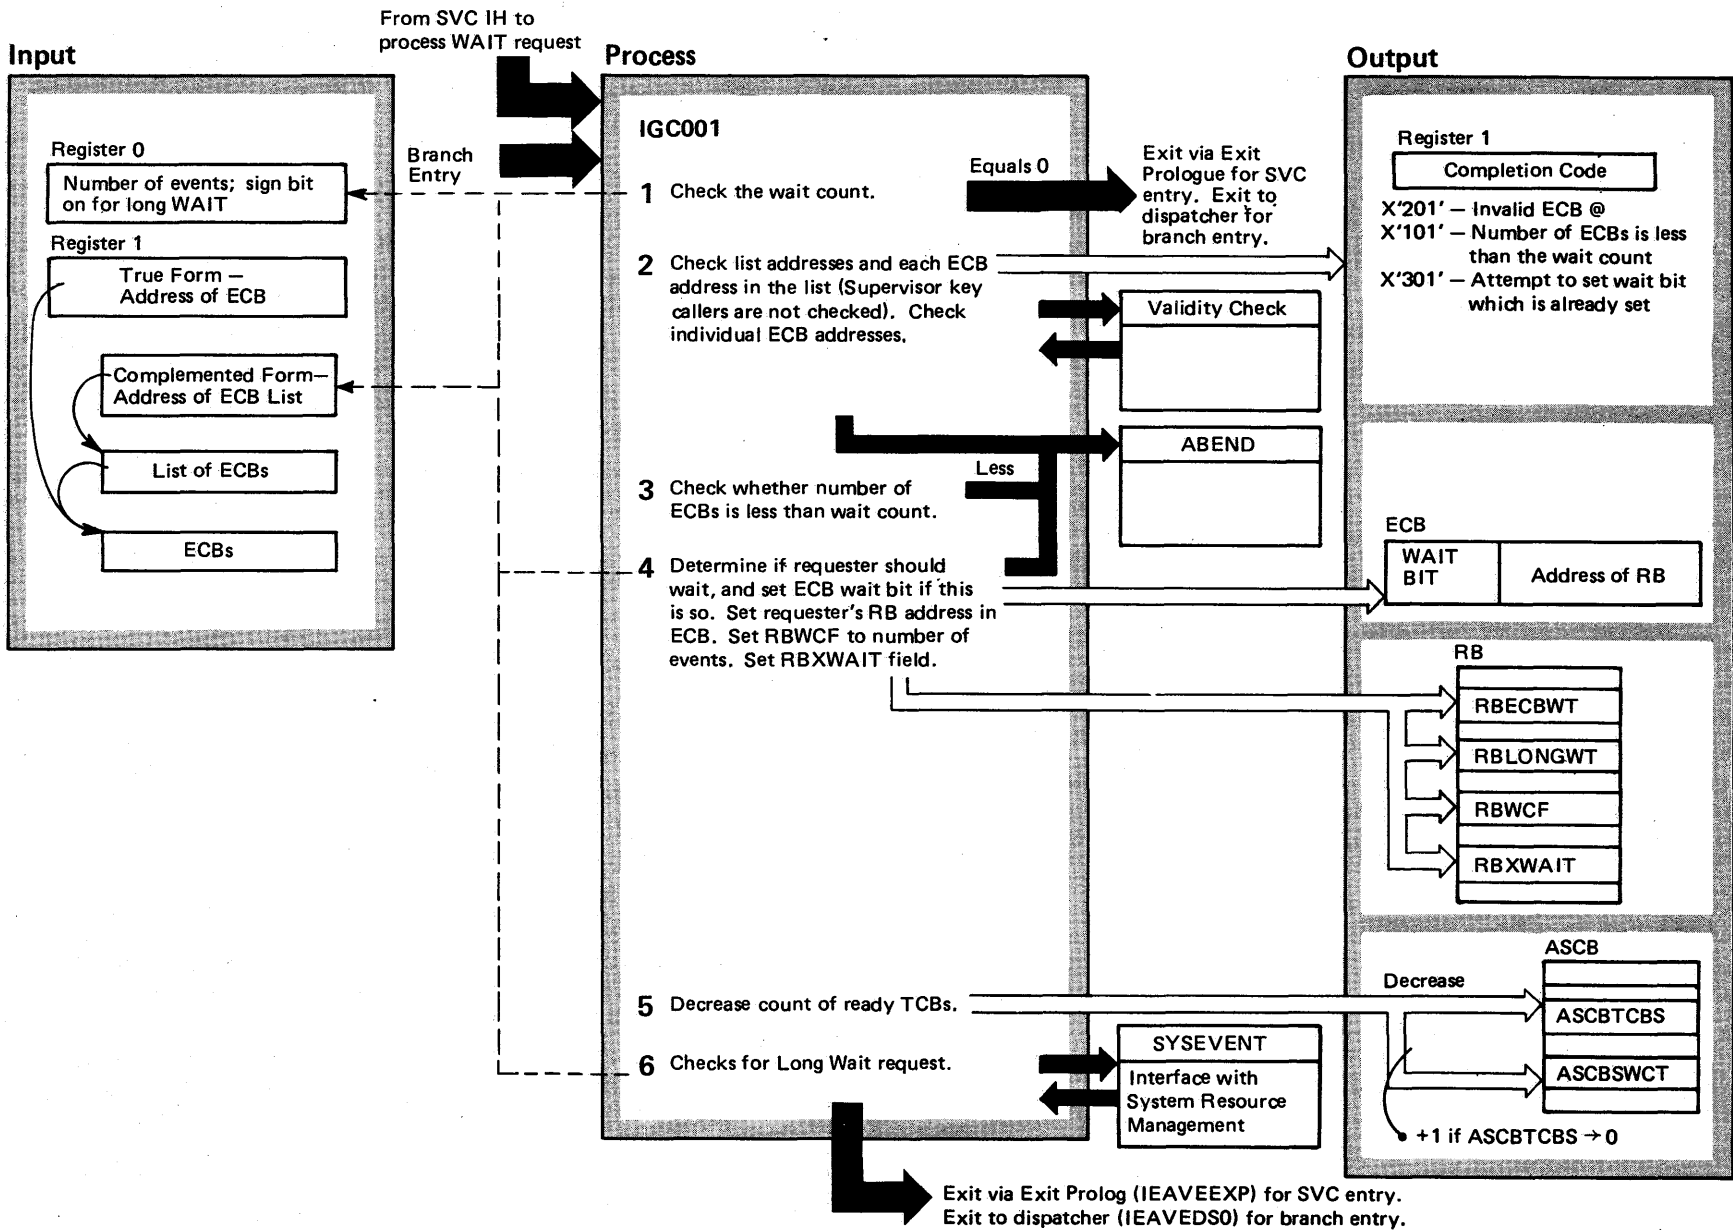 From SVC IH to
process WAIT request
Input
Process
Output
Register 0
Number of events; sign bit
on for long WAIT
Register 1
True Form —
Address of ECB
Complemented Form—
Address of ECB List
List of ECBs
ECBs
Branch
Entry
IGC001
1 Check the wait count.
Equals 0
Exit via Exit
Prologue for SVC
entry. Exit to
dispatcher for
branch entry.
2 Check list addresses and each ECB
address in the list (Supervisor key
callers are not checked). Check
individual ECB addresses.
Validity Check
ABEND
Less
3 Check whether number of
ECBs is less than wait count.
4 Determine if requester should
wait, and set ECB wait bit if this
is so. Set requester's RB address in
ECB. Set RBWCF to number of
events. Set RBXWAIT field.
5 Decrease count of ready TCBs.
6 Checks for Long Wait request.
SYSEVENT
Interface with
System Resource
Management
Exit via Exit Prolog (IEAVEEXP) for SVC entry.
Exit to dispatcher (IEAVEDS0) for branch entry.
Register 1
Completion Code
X'201' — Invalid ECB @
X'101' — Number of ECBs is less
than the wait count
X'301' — Attempt to set wait bit
which is already set
ECB
WAIT
BIT
Address of RB
RB
RBECBWT
RBLONGWT
RBWCF
RBXWAIT
ASCB
Decrease
ASCBTCBS
ASCBSWCT
+1 if ASCBTCBS → 0